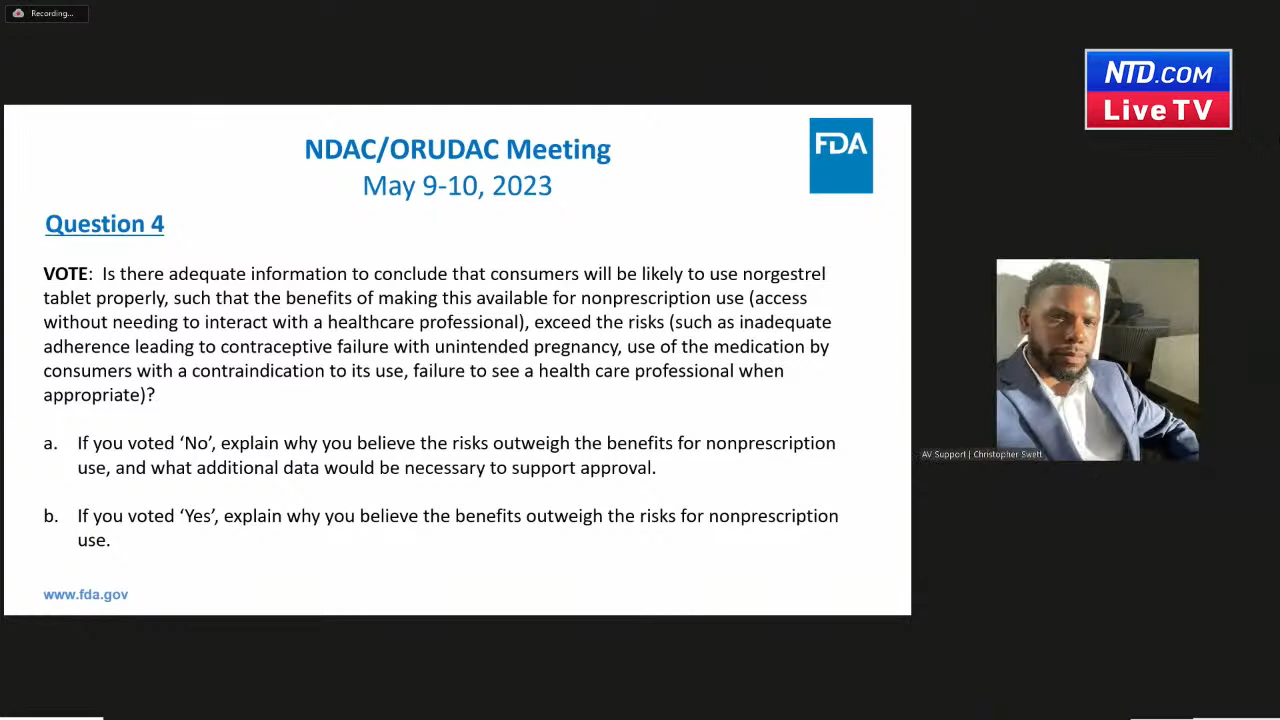 Recording...
NTD.COM
Live TV
FDA
NDAC/ORUDAC Meeting
May 9-10, 2023
Question 4
VOTE: Is there adequate information to conclude that consumers will be likely to use norgestrel
tablet properly, such that the benefits of making this available for nonprescription use (access
without needing to interact with a healthcare professional), exceed the risks (such as inadequate
adherence leading to contraceptive failure with unintended pregnancy, use of the medication by
consumers with a contraindication to its use, failure to see a health care professional when
appropriate)?
a. If you voted ‘No’, explain why you believe the risks outweigh the benefits for nonprescription
use, and what additional data would be necessary to support approval.
b. If you voted ‘Yes’, explain why you believe the benefits outweigh the risks for nonprescription
use.
www.fda.gov
AV Support | Christopher Swett